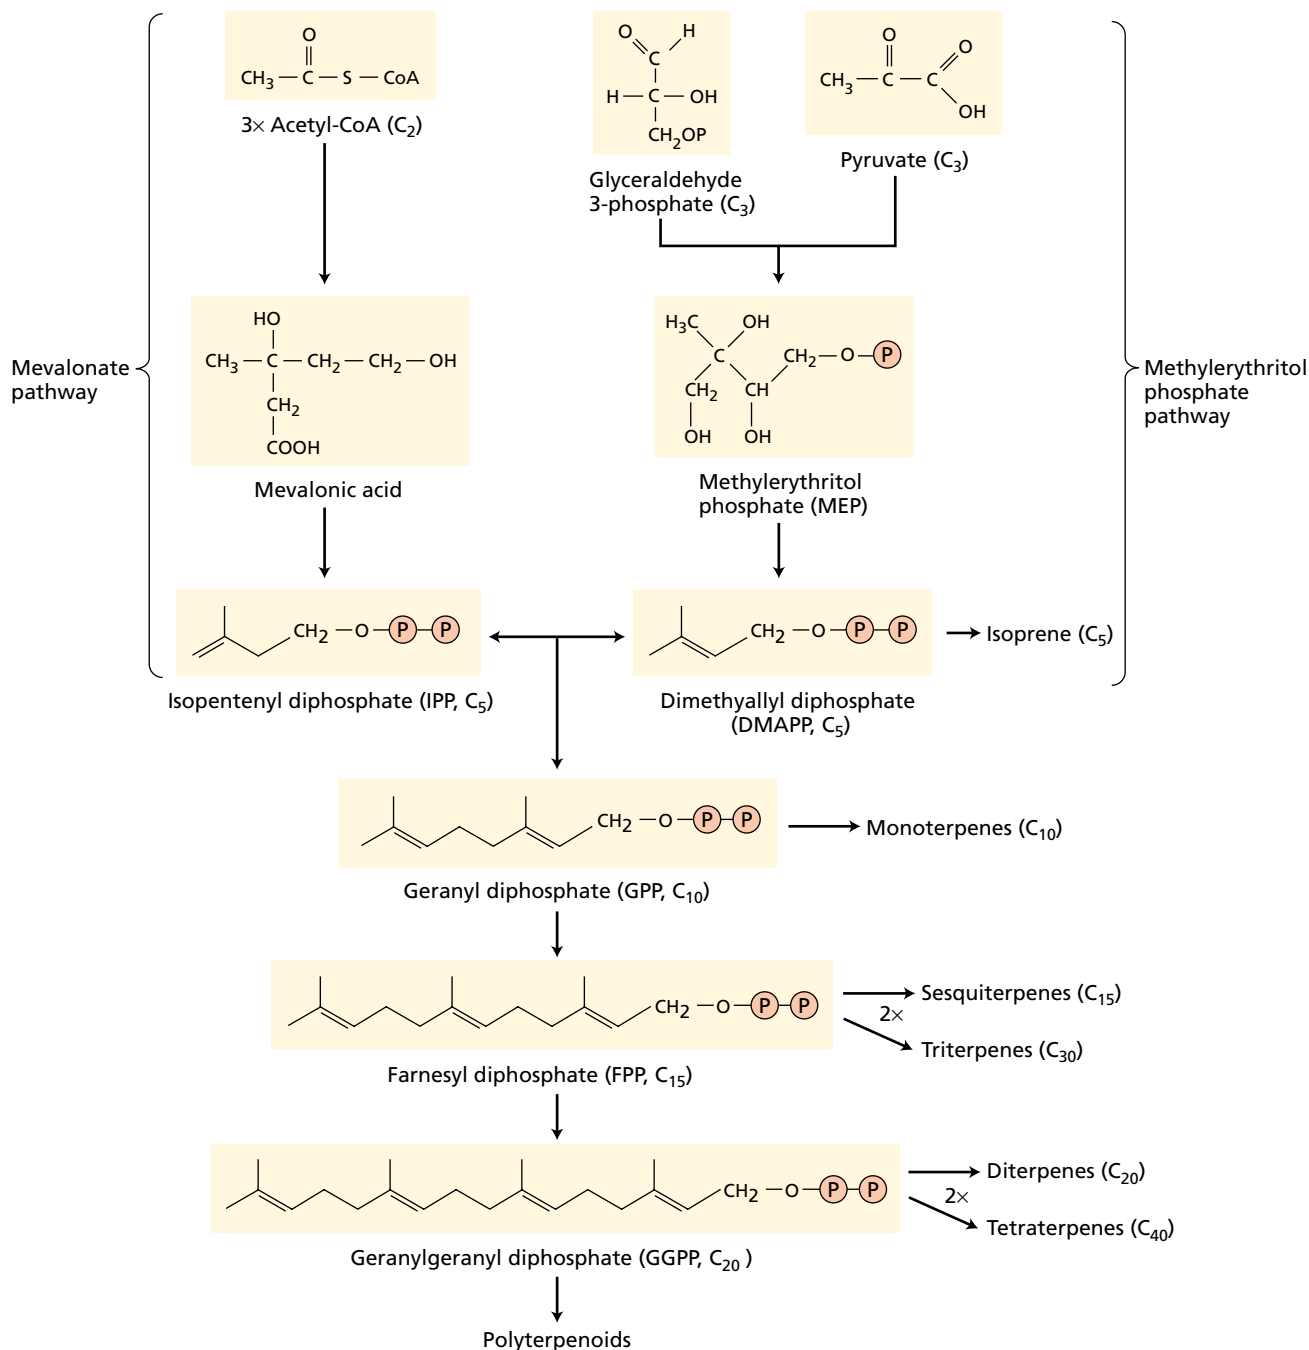 O
CH₃ — C — S — CoA
3× Acetyl-CoA (C₂)
O H
C
H — C — OH
CH₂OP
Glyceraldehyde
3-phosphate (C₃)
O O
CH₃ — C — C
OH
Pyruvate (C₃)
Mevalonate
pathway
HO
CH₃ — C — CH₂ — CH₂ — OH
CH₂
COOH
Mevalonic acid
H₃C OH
C CH₂ — O — P
CH₂ CH
OH OH
Methylerythritol
phosphate (MEP)
Methylerythritol
phosphate
pathway
CH₂ — O — P — P
Isopentenyl diphosphate (IPP, C₅)
CH₂ — O — P — P
Dimethyallyl diphosphate
(DMAPP, C₅)
Isoprene (C₅)
CH₂ — O — P — P
Geranyl diphosphate (GPP, C₁₀)
Monoterpenes (C₁₀)
CH₂ — O — P — P
Farnesyl diphosphate (FPP, C₁₅)
Sesquiterpenes (C₁₅)
2×
Triterpenes (C₃₀)
CH₂ — O — P — P
Geranylgeranyl diphosphate (GGPP, C₂₀ )
Diterpenes (C₂₀)
2×
Tetraterpenes (C₄₀)
Polyterpenoids